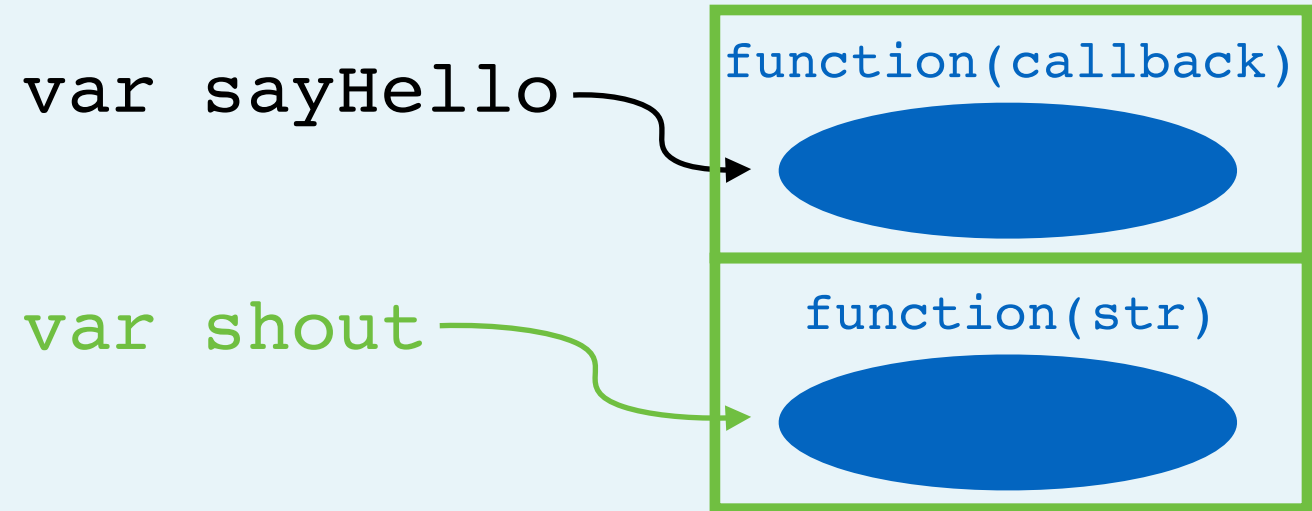 var sayHello
function(callback)
var shout
function(str)